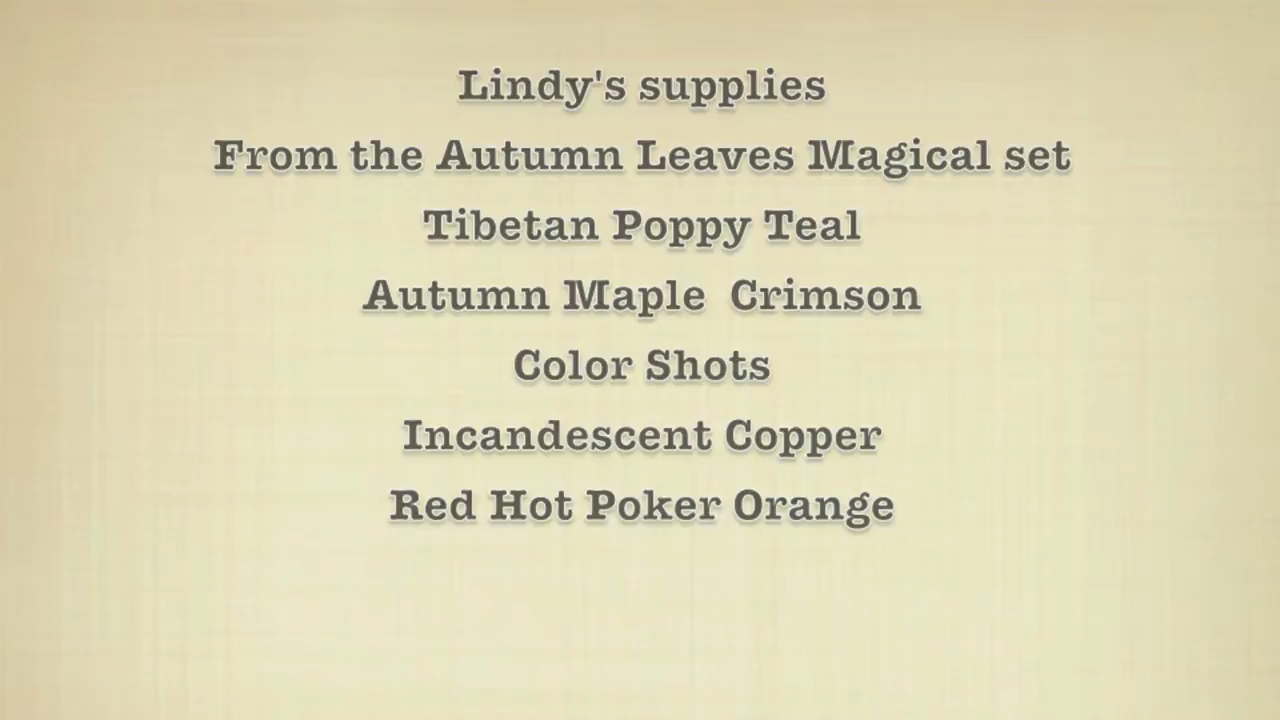 Lindy's supplies
From the Autumn Leaves Magical set
Tibetan Poppy Teal
Autumn Maple  Crimson
Color Shots
Incandescent Copper
Red Hot Poker Orange